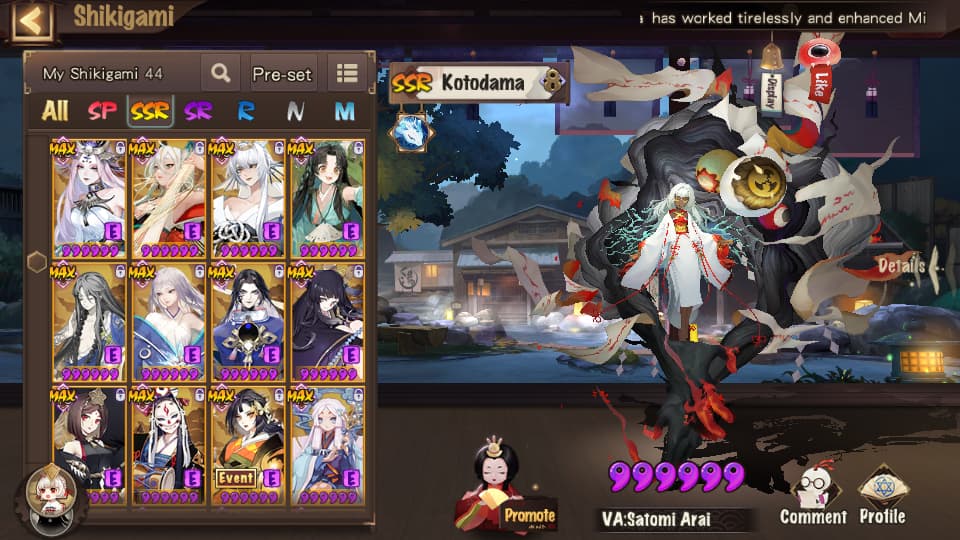 Shikigami
has worked tirelessly and enhanced Mi
My Shikigami 44
Pre-set
All SP SSR SR R N M
SSR Kotodama
Display
Like
MAX MAX MAX MAX
E E E E
999999 999999 999999 999999
MAX MAX MAX MAX
E E E E
999999 999999 999999 999999
MAX MAX MAX MAX
Event
E E E E
999 999999 999999 999999
Details
999999
Promote
VA:Satomi Arai
Comment
Profile